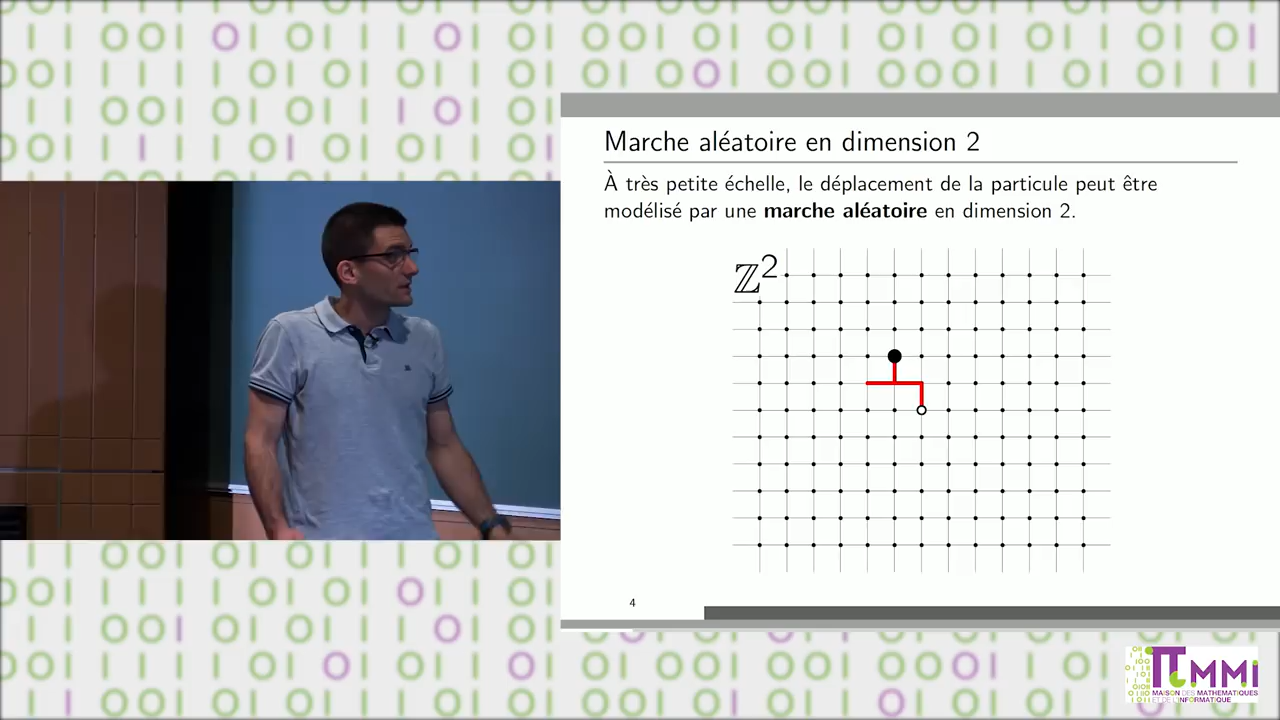 Marche aléatoire en dimension 2
À très petite échelle, le déplacement de la particule peut être
modélisé par une marche aléatoire en dimension 2.
ℤ²
4
MMI
MAISON DES MATHÉMATIQUES
ET DE L'INFORMATIQUE